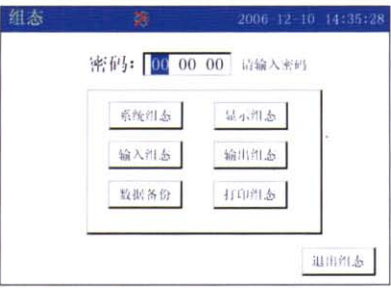 组态 2006-12-10 14:35:28
密码: 00 00 00 请输入密码
系统组态 显示组态
输入组态 输出组态
数据备份 打印组态
退出组态